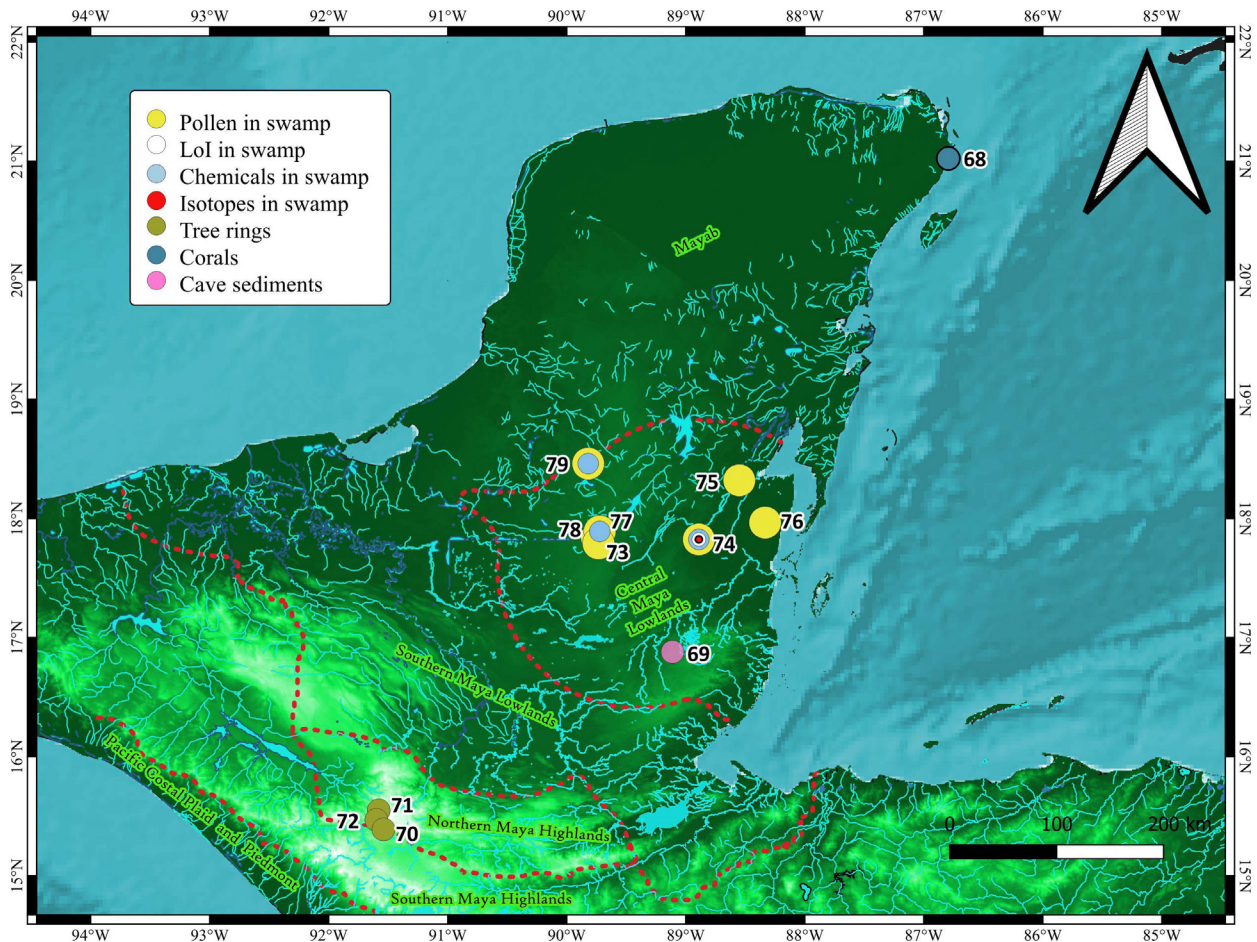 94°W 93°W 92°W 91°W 90°W 89°W 88°W 87°W 86°W 85°W
22°N 22°N
Pollen in swamp
LoI in swamp
Chemicals in swamp
Isotopes in swamp
Tree rings
Corals
Cave sediments
68
21°N 21°N
Mayab
20°N 20°N
19°N 19°N
79
75
18°N 18°N
78 77 76
73 74
Central
Maya
Lowlands
17°N 17°N
69
Southern Maya Lowlands
16°N 16°N
Pacific Costal Plaid and Piedmont
71
72
70
Northern Maya Highlands
0 100 200 km
15°N 15°N
Southern Maya Highlands
94°W 93°W 92°W 91°W 90°W 89°W 88°W 87°W 86°W 85°W